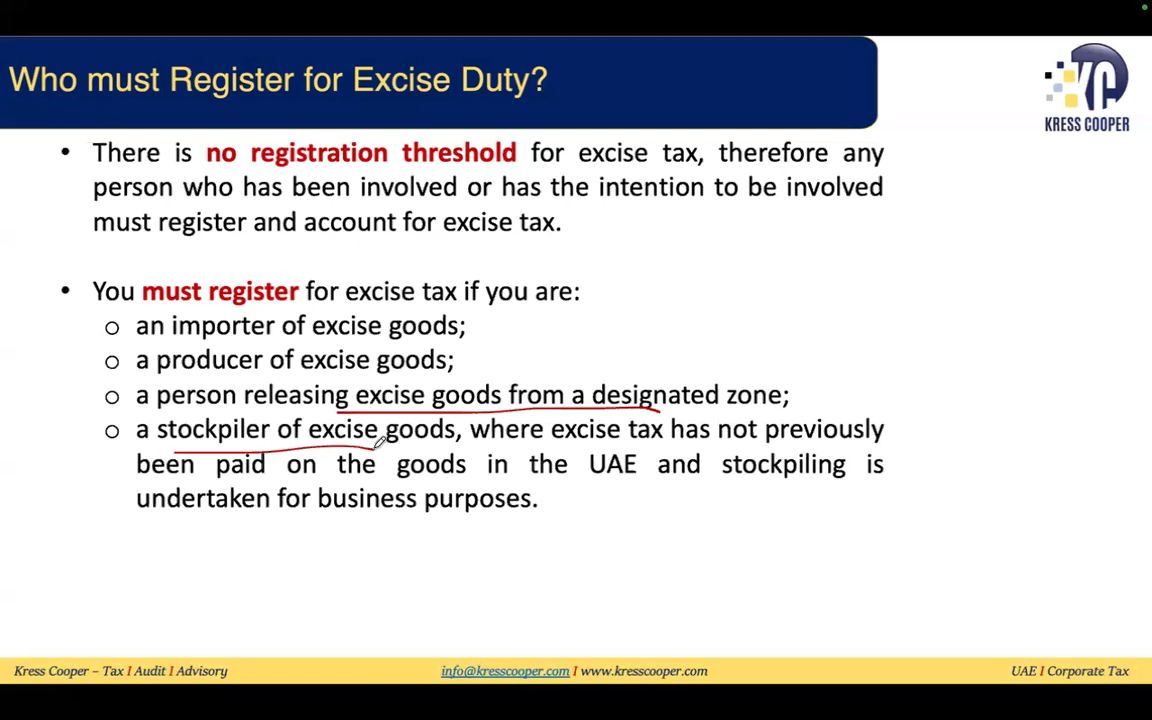 Who must Register for Excise Duty?
KC
KRESS COOPER
• There is no registration threshold for excise tax, therefore any
person who has been involved or has the intention to be involved
must register and account for excise tax.
• You must register for excise tax if you are:
o an importer of excise goods;
o a producer of excise goods;
o a person releasing excise goods from a designated zone;
o a stockpiler of excise goods, where excise tax has not previously
been paid on the goods in the UAE and stockpiling is
undertaken for business purposes.
Kress Cooper – Tax I Audit I Advisory
info@kresscooper.com I www.kresscooper.com
UAE I Corporate Tax